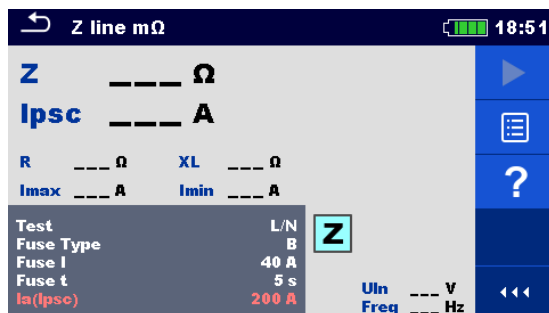 Z line mΩ 18:51
Z ___ Ω
Ipsc ___ A
R ___ Ω XL ___ Ω
Imax ___ A Imin ___ A
?
Test L/N
Fuse Type B
Fuse I 40 A
Fuse t 5 s
Ia(Ipsc) 200 A
Z
Uln ___ V
Freq ___ Hz